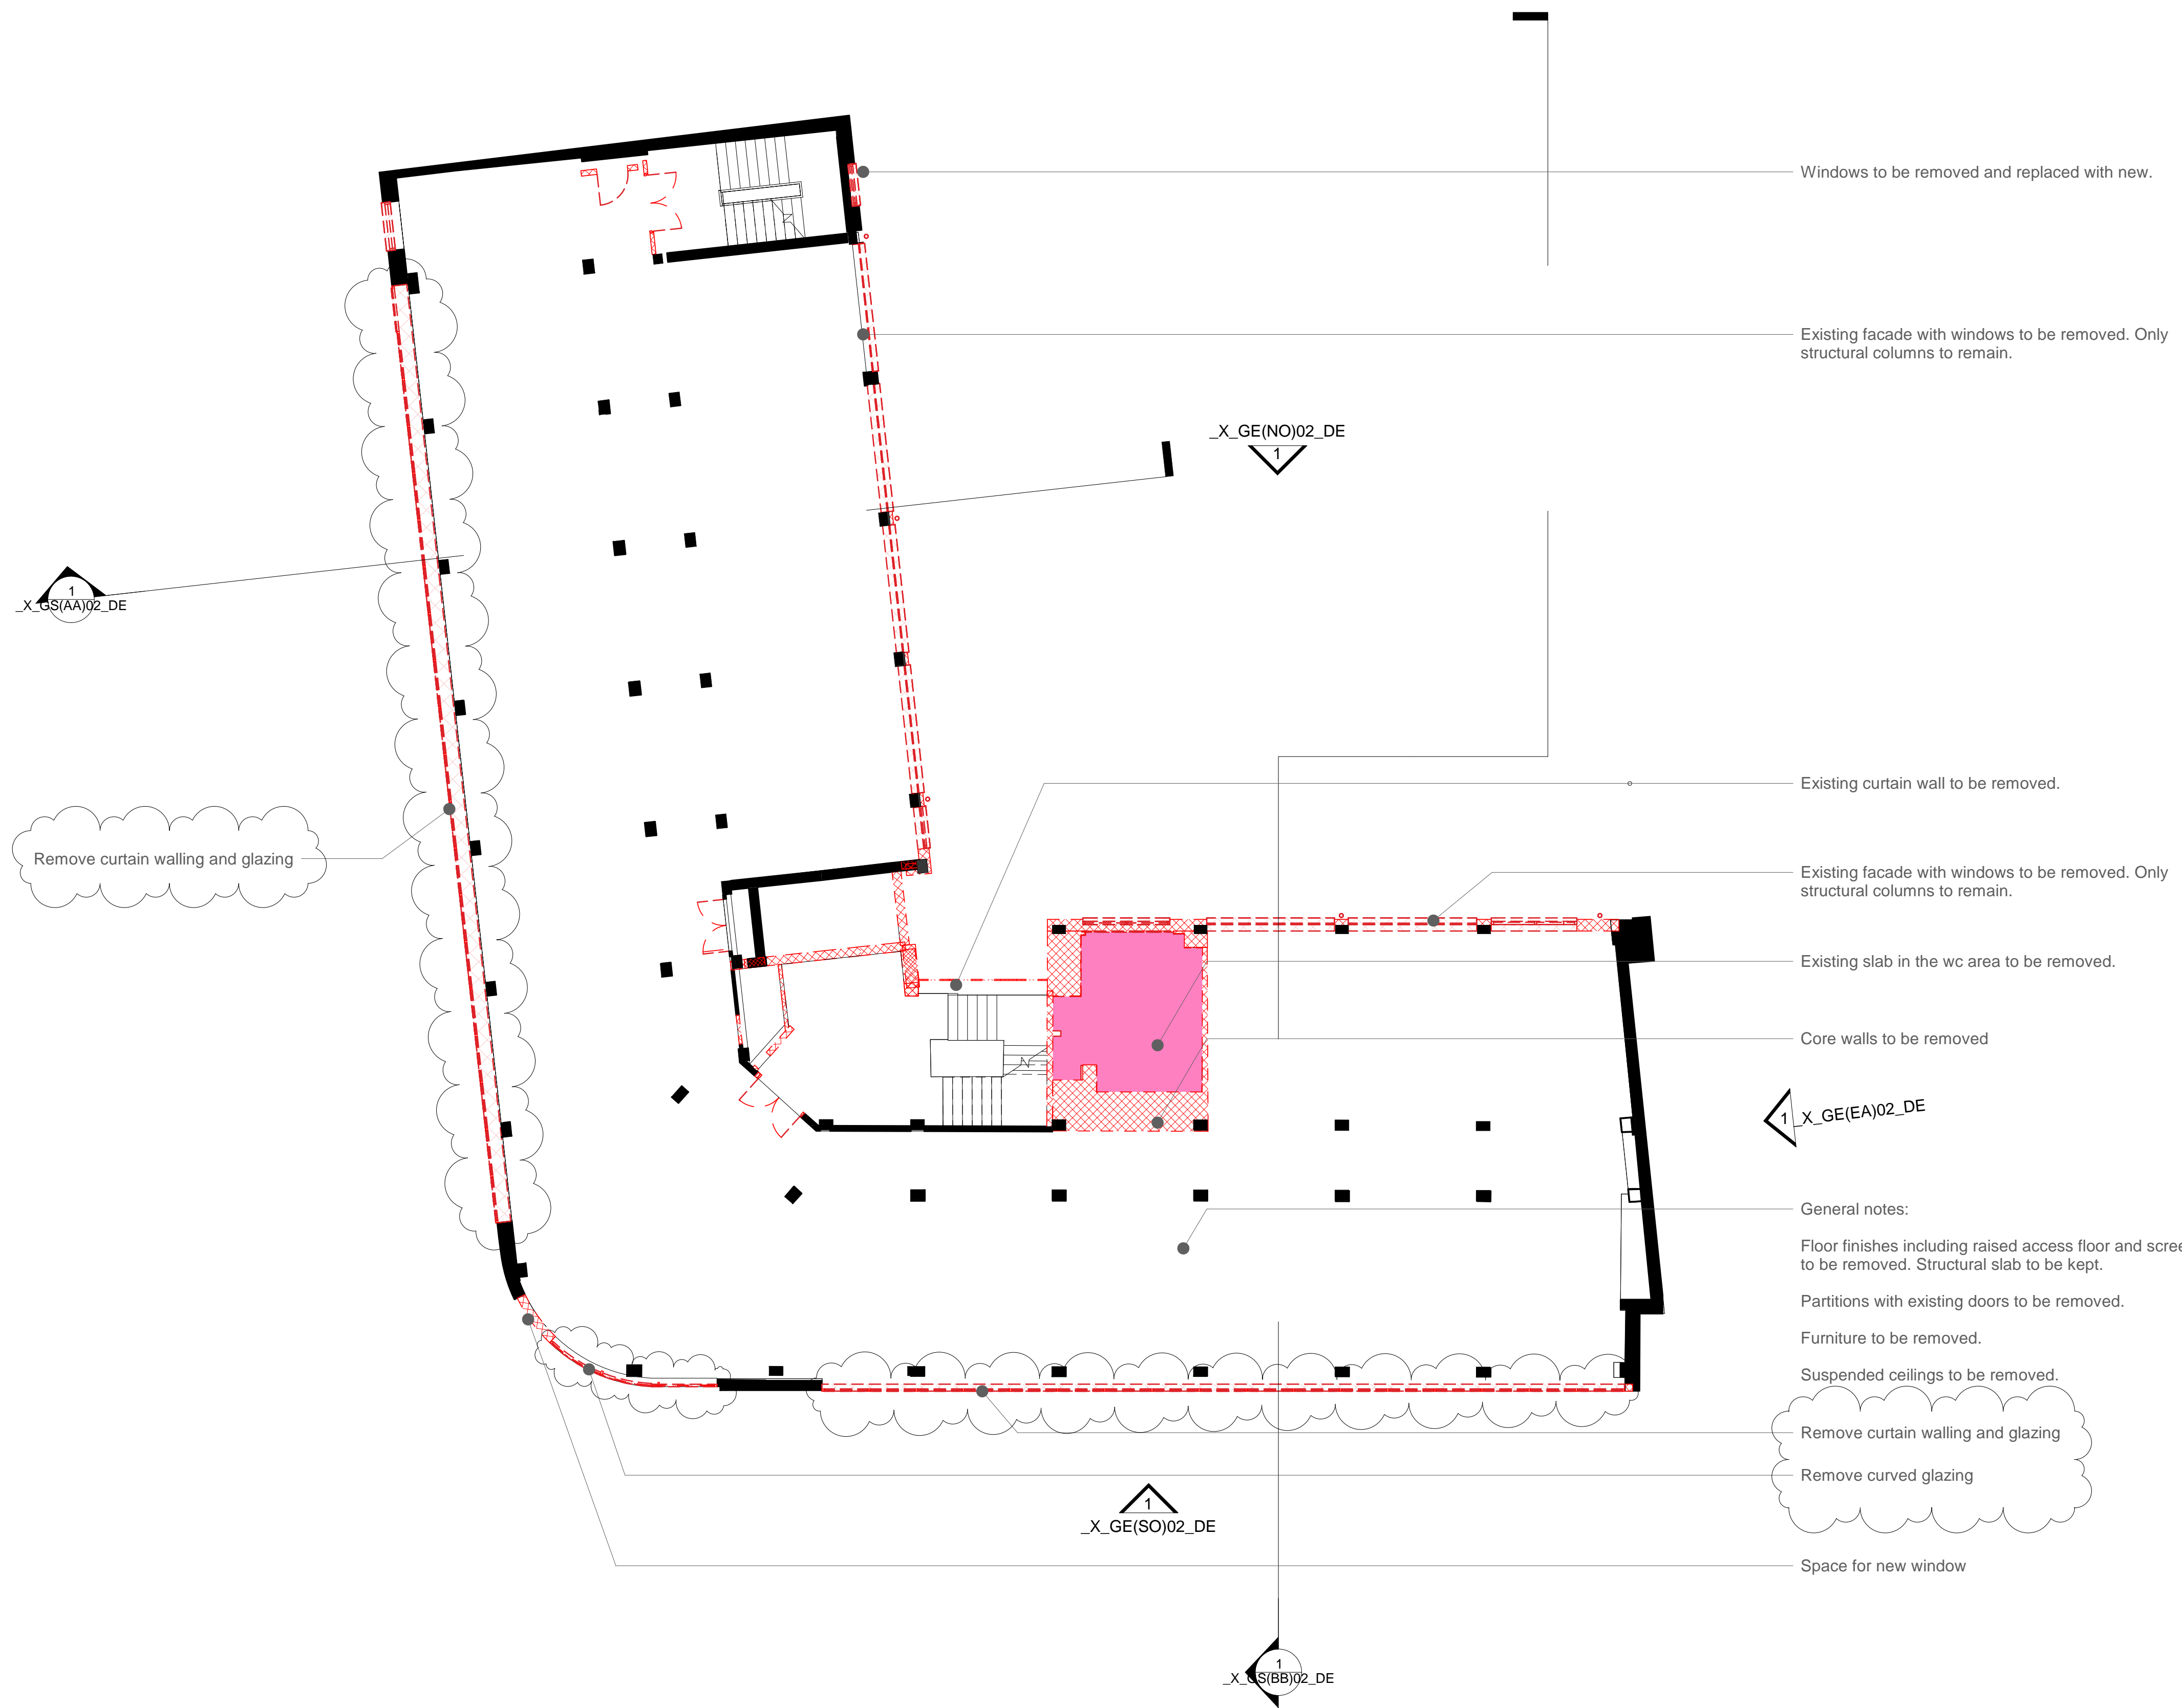 Windows to be removed and replaced with new.
Existing facade with windows to be removed. Only
structural columns to remain.
_X_GE(NO)02_DE
1
1
_X_GS(AA)02_DE
Existing curtain wall to be removed.
Remove curtain walling and glazing
Existing facade with windows to be removed. Only
structural columns to remain.
Existing slab in the wc area to be removed.
Core walls to be removed
1
_X_GE(EA)02_DE
General notes:
Floor finishes including raised access floor and scree
to be removed. Structural slab to be kept.
Partitions with existing doors to be removed.
Furniture to be removed.
Suspended ceilings to be removed.
Remove curtain walling and glazing
Remove curved glazing
1
_X_GE(SO)02_DE
Space for new window
1
_X_GS(BB)02_DE